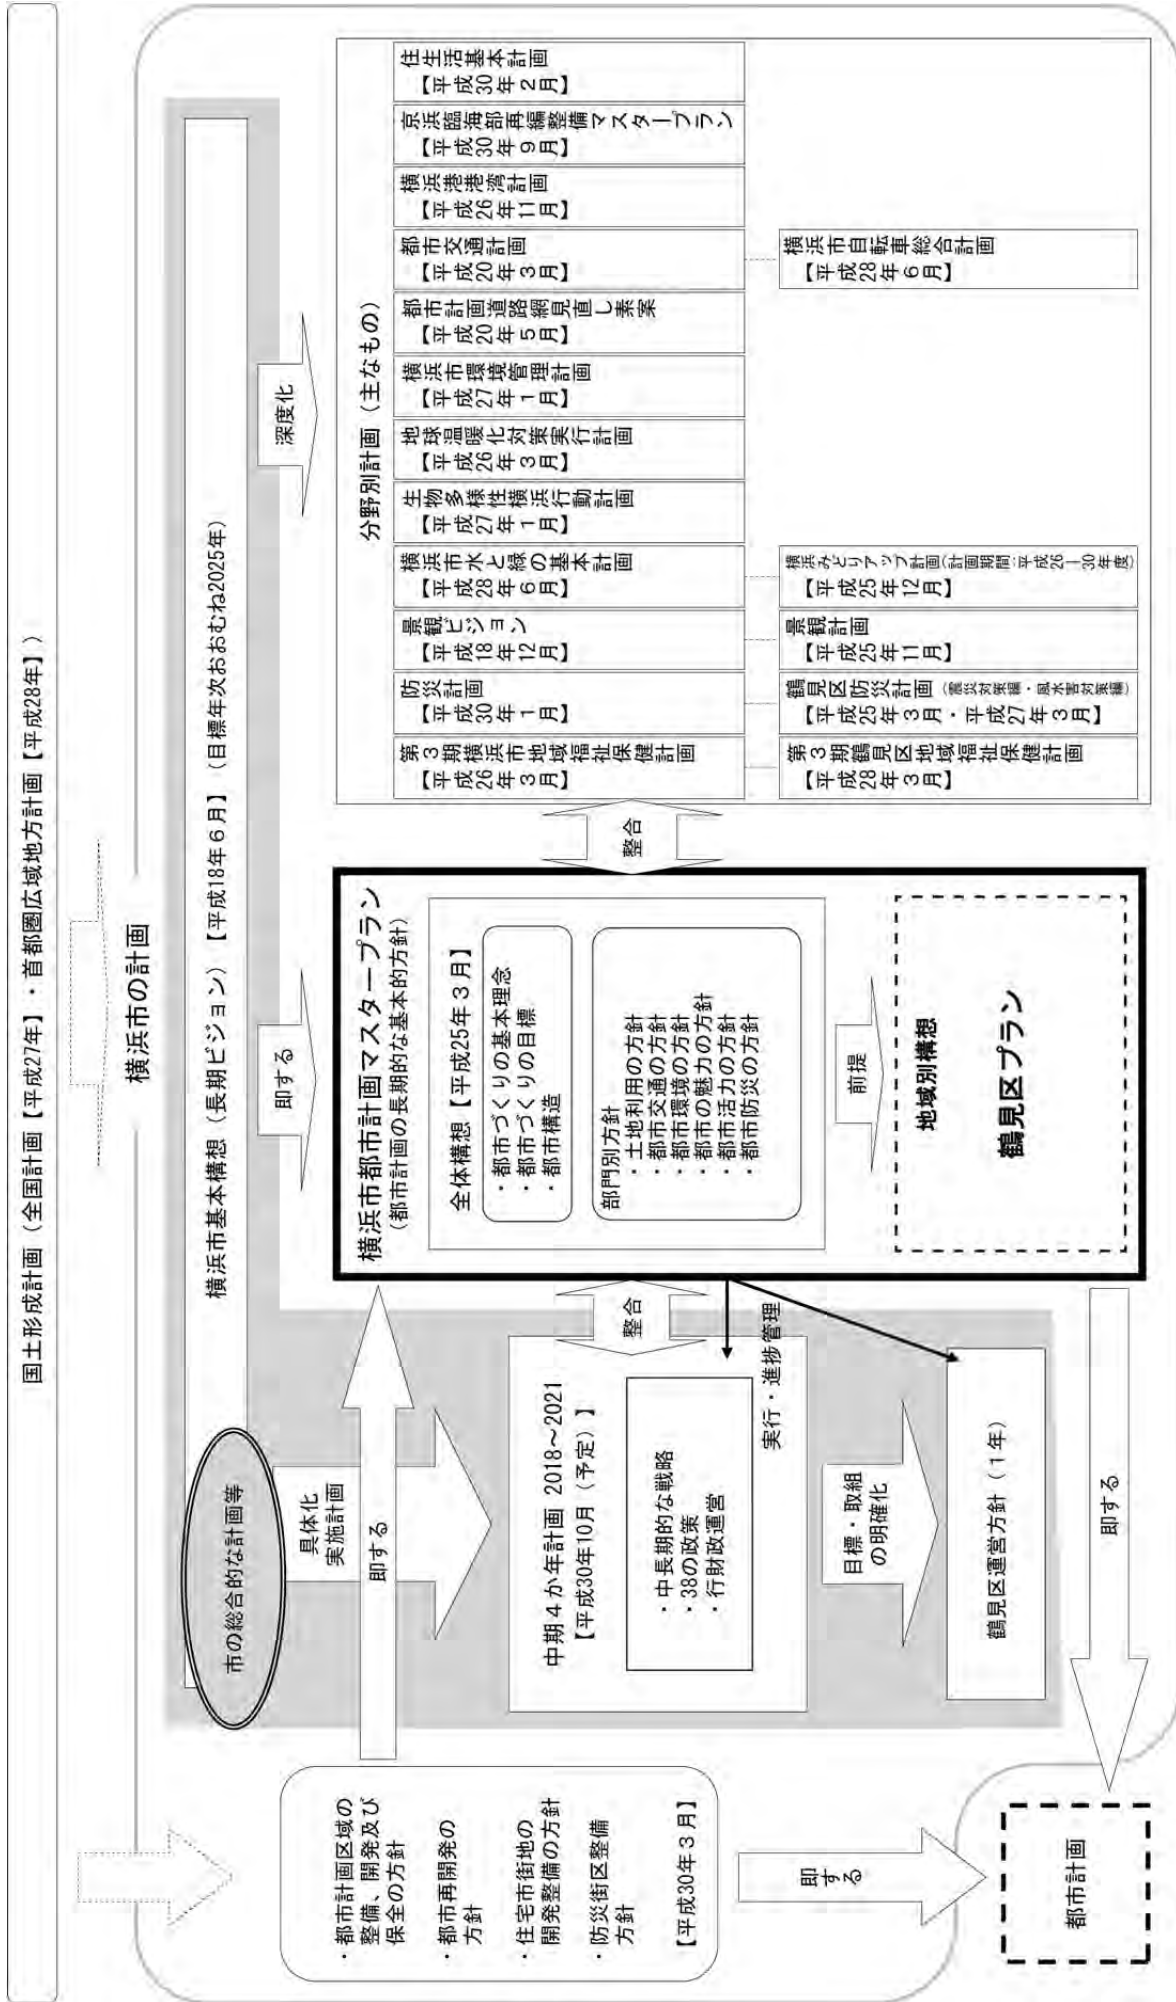 国土形成計画（全国計画【平成27年】・首都圏広域地方計画【平成28年】）
横浜市の計画
市の総合的な計画等
横浜市基本構想（長期ビジョン）【平成18年６月】（目標年次おおむね2025年）
具体化
実施計画
即する
即する
深度化
・都市計画区域の
整備、開発及び
保全の方針
・都市再開発の
方針
・住宅市街地の
開発整備の方針
・防災街区整備
方針
【平成30年３月】
即する
都市計画
中期４か年計画 2018～2021
【平成30年10月（予定）】
・中長期的な戦略
・38の政策
・行財政運営
目標・取組
の明確化
鶴見区運営方針（１年）
整合
実行・進捗管理
即する
横浜市都市計画マスタープラン
（都市計画の長期的な基本的方針）
全体構想【平成25年３月】
・都市づくりの基本理念
・都市づくりの目標
・都市構造
部門別方針
・土地利用の方針
・都市交通の方針
・都市環境の方針
・都市の魅力の方針
・都市活力の方針
・都市防災の方針
前提
地域別構想
鶴見区プラン
整合
分野別計画（主なもの）
第３期横浜市地域福祉保健計画
【平成26年３月】
防災計画
【平成30年１月】
景観ビジョン
【平成18年12月】
横浜市水と緑の基本計画
【平成28年６月】
生物多様性横浜行動計画
【平成27年１月】
地球温暖化対策実行計画
【平成26年３月】
横浜市環境管理計画
【平成27年１月】
都市計画道路網見直し素案
【平成20年５月】
都市交通計画
【平成20年３月】
横浜港港湾計画
【平成26年11月】
京浜臨海部再編整備マスタープラン
【平成30年９月】
住生活基本計画
【平成30年２月】
第３期鶴見区地域福祉保健計画
【平成28年３月】
鶴見区防災計画（震災対策編・風水害対策編）
【平成25年３月・平成27年３月】
景観計画
【平成25年11月】
横浜みどりアップ計画（計画期間:平成26－30年度）
【平成25年12月】
横浜市自転車総合計画
【平成28年６月】